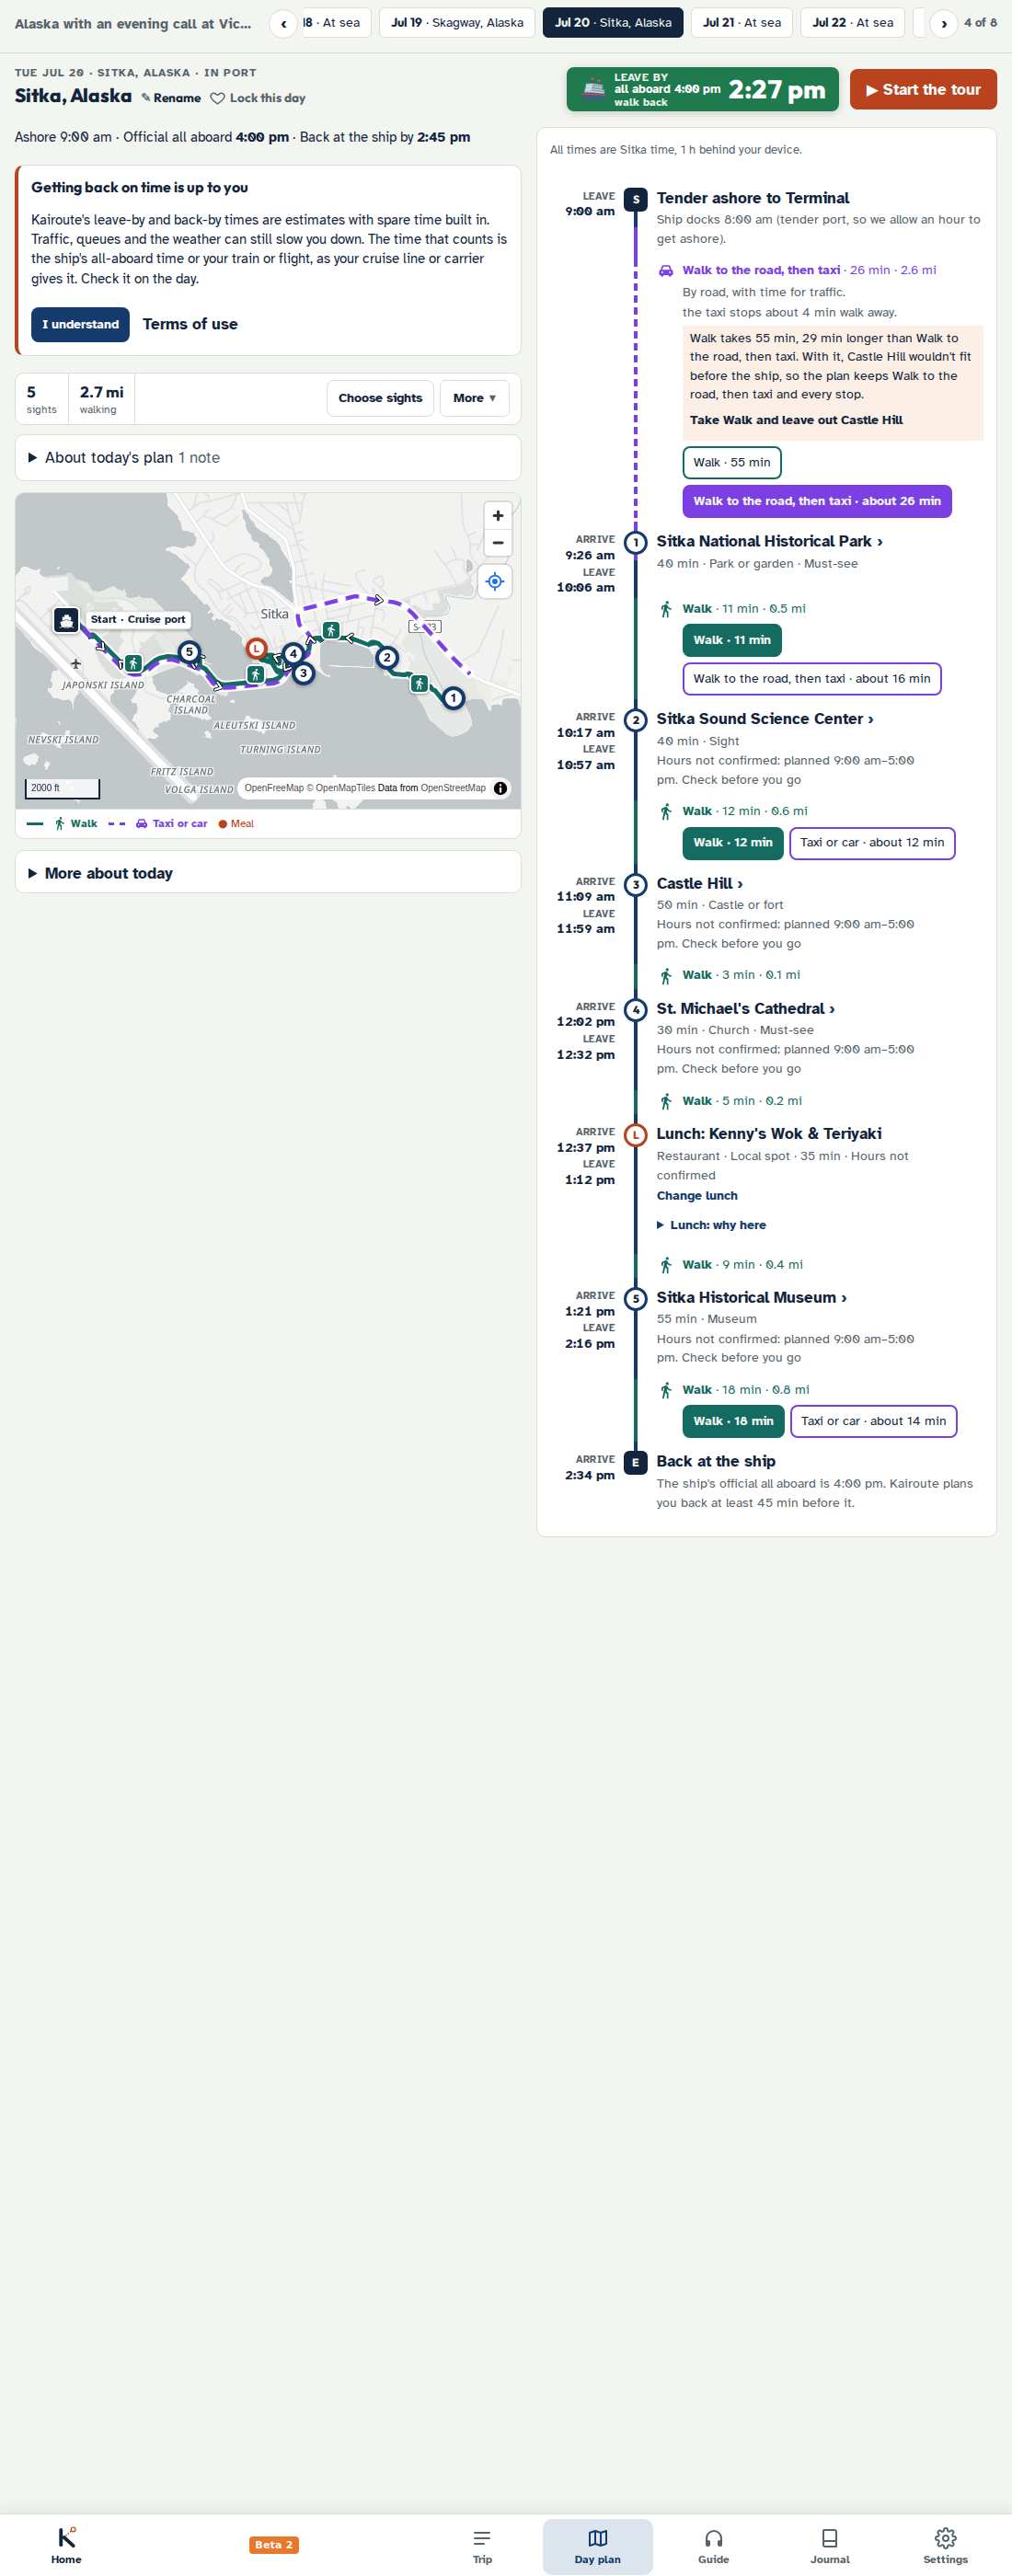 Alaska with an evening call at Vic...
‹
18 · At sea
Jul 19 · Skagway, Alaska
Jul 20 · Sitka, Alaska
Jul 21 · At sea
Jul 22 · At sea
›
4 of 8
TUE JUL 20 · SITKA, ALASKA · IN PORT
Sitka, Alaska
✎ Rename
Lock this day
LEAVE BY
all aboard 4:00 pm
walk back
2:27 pm
▶ Start the tour
Ashore 9:00 am · Official all aboard 4:00 pm · Back at the ship by 2:45 pm
Getting back on time is up to you
Kairoute's leave-by and back-by times are estimates with spare time built in.
Traffic, queues and the weather can still slow you down. The time that counts is
the ship's all-aboard time or your train or flight, as your cruise line or carrier
gives it. Check it on the day.
I understand
Terms of use
5
sights
2.7 mi
walking
Choose sights
More ▼
▶ About today's plan 1 note
+
−
Start · Cruise port
Sitka
5
L
4
3
2
1
JAPONSKI ISLAND
CHARCOAL
ISLAND
ALEUTSKI ISLAND
NEVSKI ISLAND
TURNING ISLAND
FRITZ ISLAND
VOLGA ISLAND
2000 ft
OpenFreeMap © OpenMapTiles Data from OpenStreetMap
Walk
Taxi or car
Meal
▶ More about today
All times are Sitka time, 1 h behind your device.
LEAVE
9:00 am
S
Tender ashore to Terminal
Ship docks 8:00 am (tender port, so we allow an hour to
get ashore).
Walk to the road, then taxi · 26 min · 2.6 mi
By road, with time for traffic.
the taxi stops about 4 min walk away.
Walk takes 55 min, 29 min longer than Walk to
the road, then taxi. With it, Castle Hill wouldn't fit
before the ship, so the plan keeps Walk to the
road, then taxi and every stop.
Take Walk and leave out Castle Hill
Walk · 55 min
Walk to the road, then taxi · about 26 min
ARRIVE
9:26 am
LEAVE
10:06 am
1
Sitka National Historical Park ›
40 min · Park or garden · Must-see
Walk · 11 min · 0.5 mi
Walk · 11 min
Walk to the road, then taxi · about 16 min
ARRIVE
10:17 am
LEAVE
10:57 am
2
Sitka Sound Science Center ›
40 min · Sight
Hours not confirmed: planned 9:00 am–5:00
pm. Check before you go
Walk · 12 min · 0.6 mi
Walk · 12 min
Taxi or car · about 12 min
ARRIVE
11:09 am
LEAVE
11:59 am
3
Castle Hill ›
50 min · Castle or fort
Hours not confirmed: planned 9:00 am–5:00
pm. Check before you go
Walk · 3 min · 0.1 mi
ARRIVE
12:02 pm
LEAVE
12:32 pm
4
St. Michael's Cathedral ›
30 min · Church · Must-see
Hours not confirmed: planned 9:00 am–5:00
pm. Check before you go
Walk · 5 min · 0.2 mi
ARRIVE
12:37 pm
LEAVE
1:12 pm
L
Lunch: Kenny's Wok & Teriyaki
Restaurant · Local spot · 35 min · Hours not
confirmed
Change lunch
▶ Lunch: why here
Walk · 9 min · 0.4 mi
ARRIVE
1:21 pm
LEAVE
2:16 pm
5
Sitka Historical Museum ›
55 min · Museum
Hours not confirmed: planned 9:00 am–5:00
pm. Check before you go
Walk · 18 min · 0.8 mi
Walk · 18 min
Taxi or car · about 14 min
ARRIVE
2:34 pm
E
Back at the ship
The ship's official all aboard is 4:00 pm. Kairoute plans
you back at least 45 min before it.
Home
Beta 2
Trip
Day plan
Guide
Journal
Settings